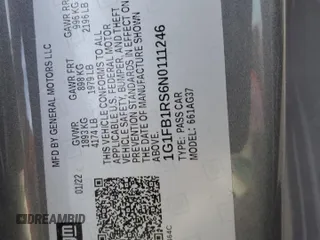 MFD BY GENERAL MOTORS LLC
01/22
GVWR
1893 KG
4174 LB
GAWR FRT
898 KG
1979 LB
GAWR RR
996 KG
2196 LB
THIS VEHICLE CONFORMS TO ALL
APPLICABLE U.S. FEDERAL MOTOR
VEHICLE SAFETY, BUMPER, AND THEFT
PREVENTION STANDARDS IN EFFECT ON
THE DATE OF MANUFACTURE SHOWN
ABOVE.
1G1FB1RS6N0111246
TYPE: PASS CAR
MODEL: 661AG37
gm
DREAMBID